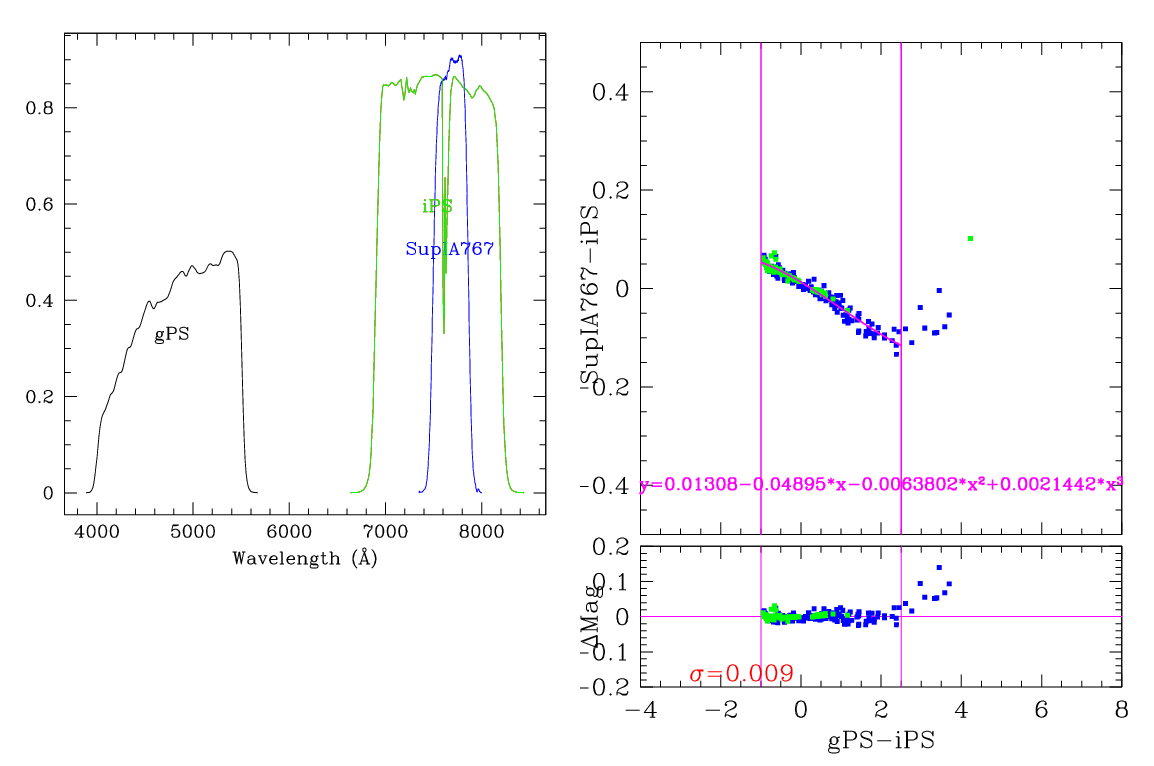 0.8
0.6
0.4
0.2
0
gPS
iPS
SupIA767
4000 5000 6000 7000 8000
Wavelength (Å)
0.4
0.2
0
-0.2
-0.4
SupIA767-iPS
y=0.01308-0.04895*x-0.0063802*x²+0.0021442*x³
0.2
0.1
0
-0.1
-0.2
ΔMag
σ=0.009
-4 -2 0 2 4 6 8
gPS-iPS